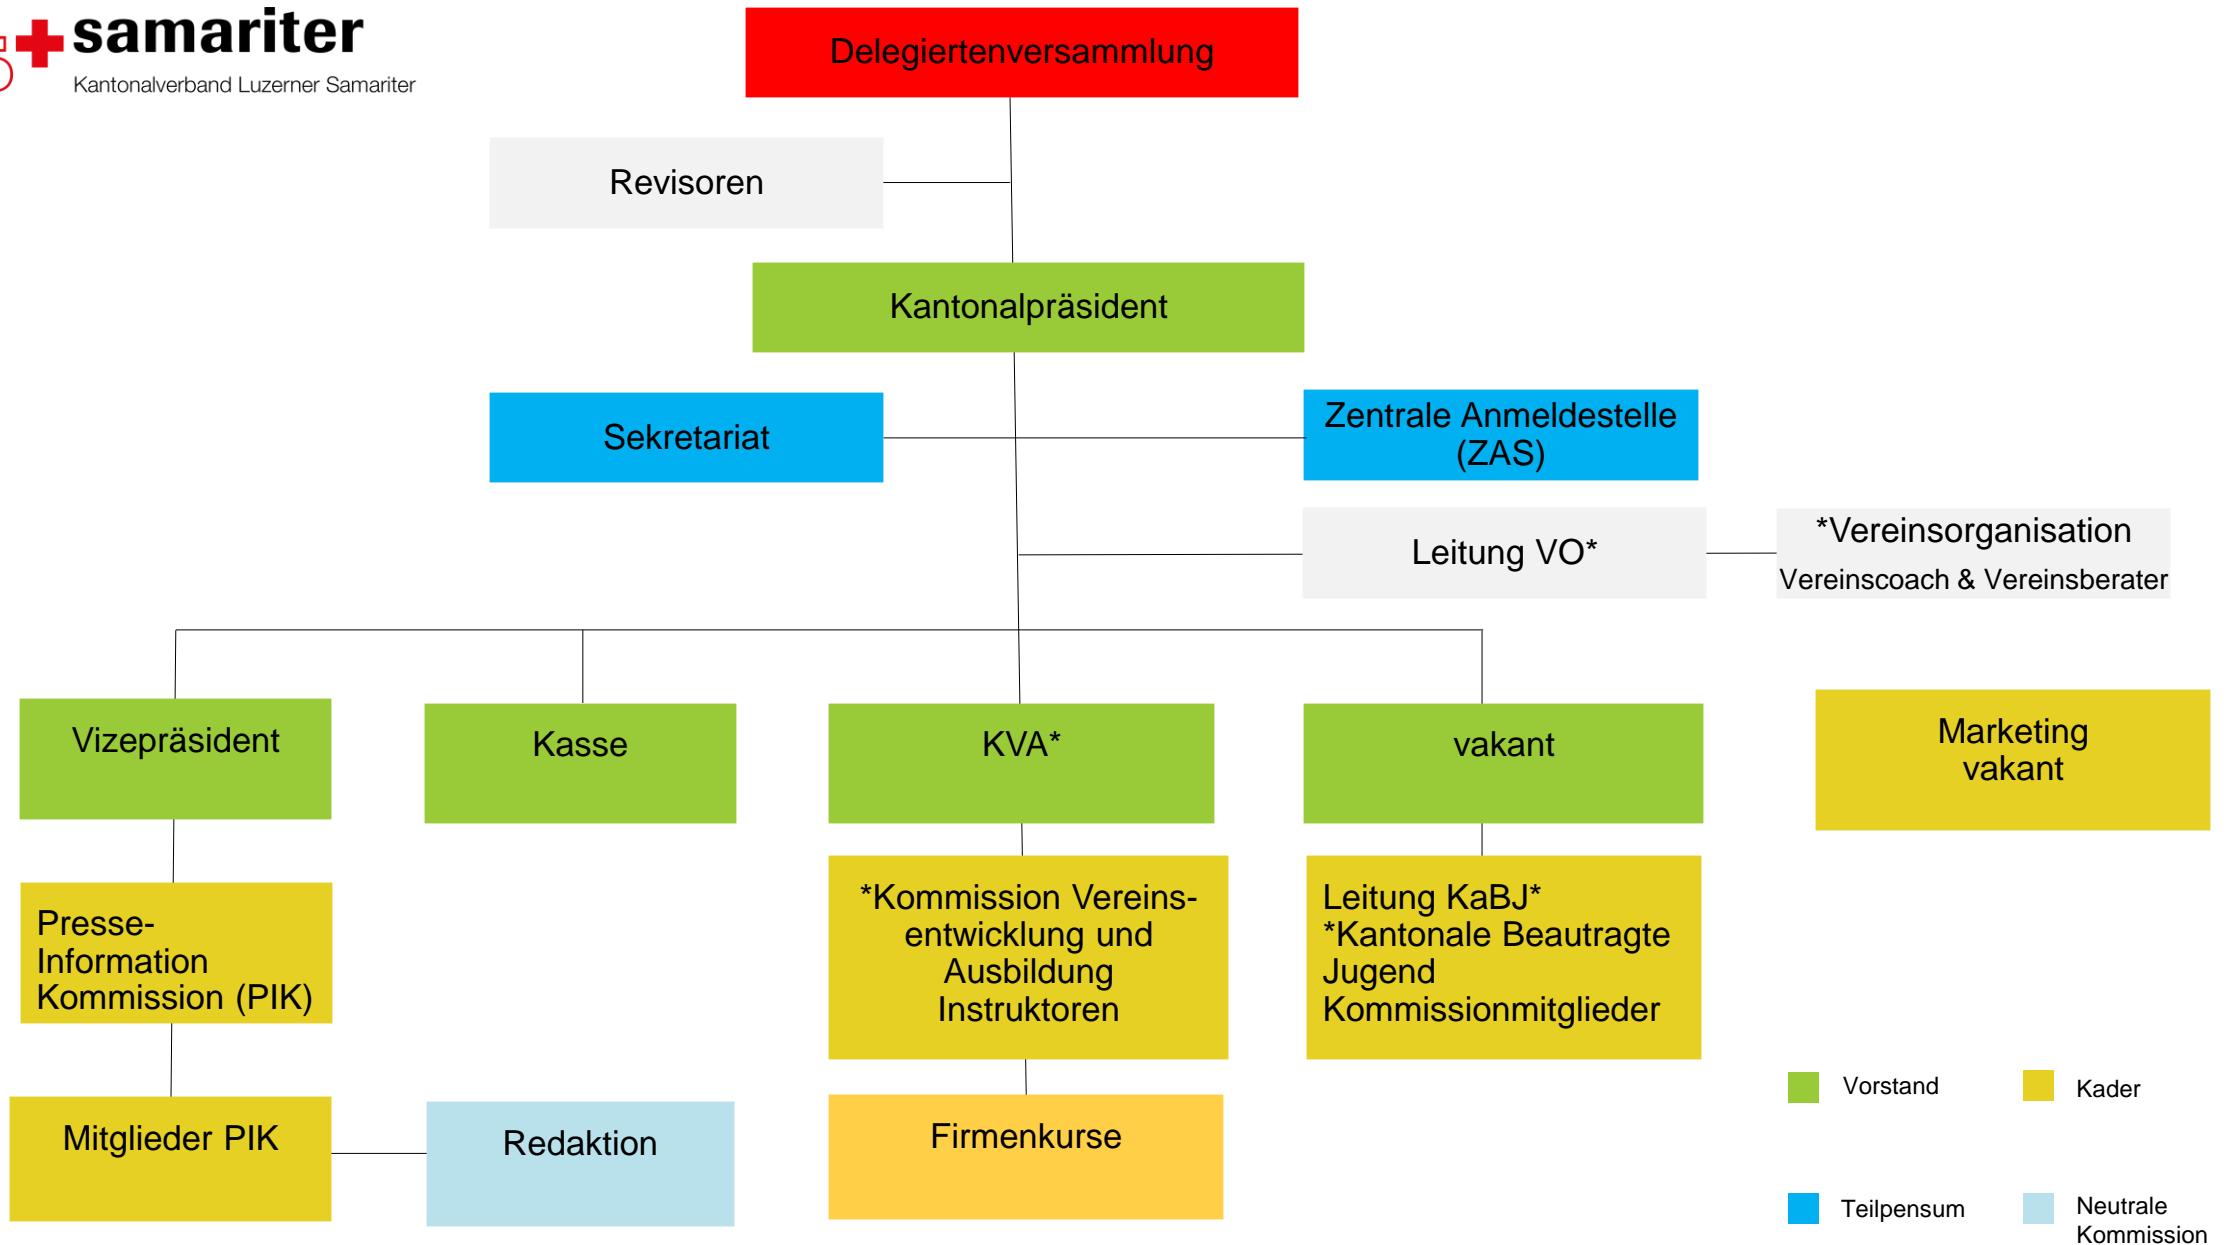 samariter
Kantonalverband Luzerner Samariter
Delegiertenversammlung
Revisoren
Kantonalpräsident
Sekretariat
Zentrale Anmeldestelle
(ZAS)
Leitung VO*
*Vereinsorganisation
Vereinscoach & Vereinsberater
Vizepräsident
Kasse
KVA*
vakant
Marketing
vakant
Presse-
Information
Kommission (PIK)
*Kommission Vereins-
entwicklung und
Ausbildung
Instruktoren
Leitung KaBJ*
*Kantonale Beautragte
Jugend
Kommissionmitglieder
Mitglieder PIK
Redaktion
Firmenkurse
Vorstand
Kader
Teilpensum
Neutrale
Kommission